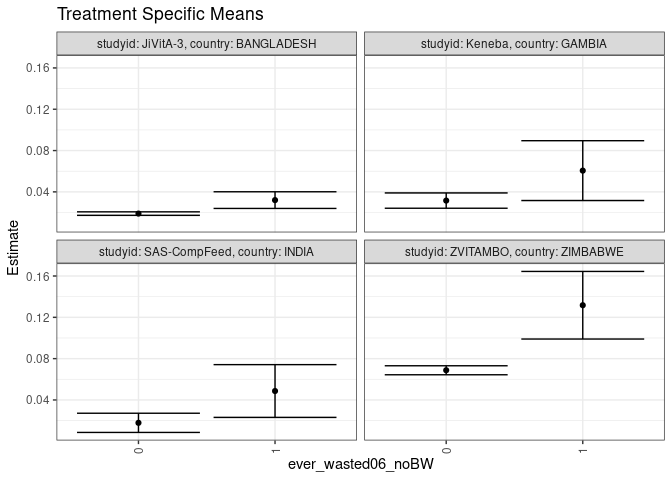 Treatment Specific Means
studyid: JiVitA-3, country: BANGLADESH
studyid: Keneba, country: GAMBIA
0.16
0.12
0.08
0.04
studyid: SAS-CompFeed, country: INDIA
studyid: ZVITAMBO, country: ZIMBABWE
0.16
0.12
0.08
0.04
Estimate
0
1
0
1
ever_wasted06_noBW